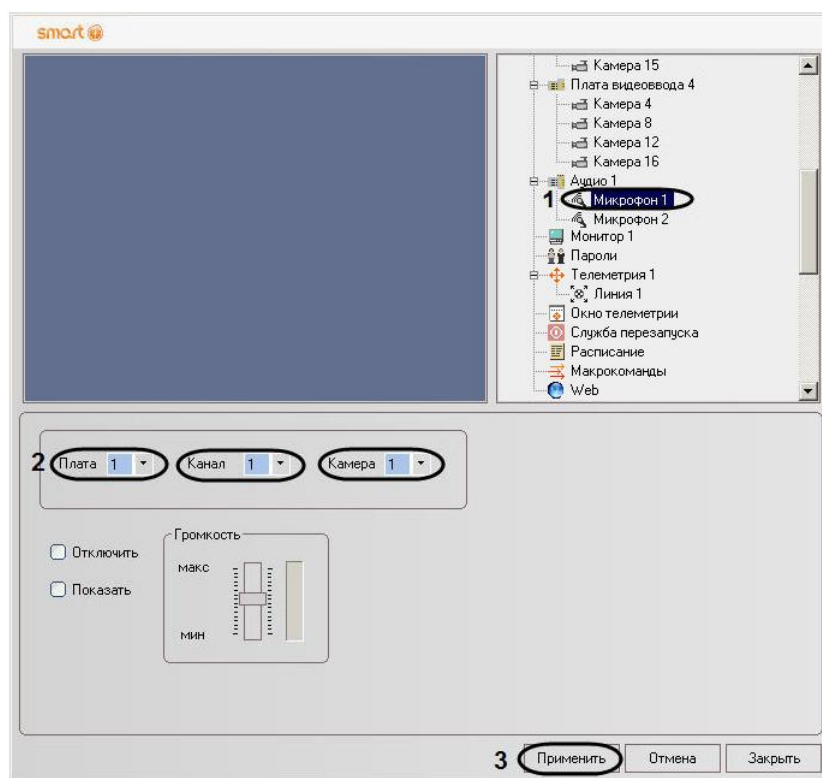 smart
Камера 15
Плата видеоввода 4
Камера 4
Камера 8
Камера 12
Камера 16
Аудио 1
1 Микрофон 1
Микрофон 2
Монитор 1
Пароли
Телеметрия 1
Линия 1
Окно телеметрии
Служба перезапуска
Расписание
Макрокоманды
Web
2 Плата 1 Канал 1 Камера 1
Отключить
Показать
Громкость
макс
мин
3 Применить Отмена Закрыть